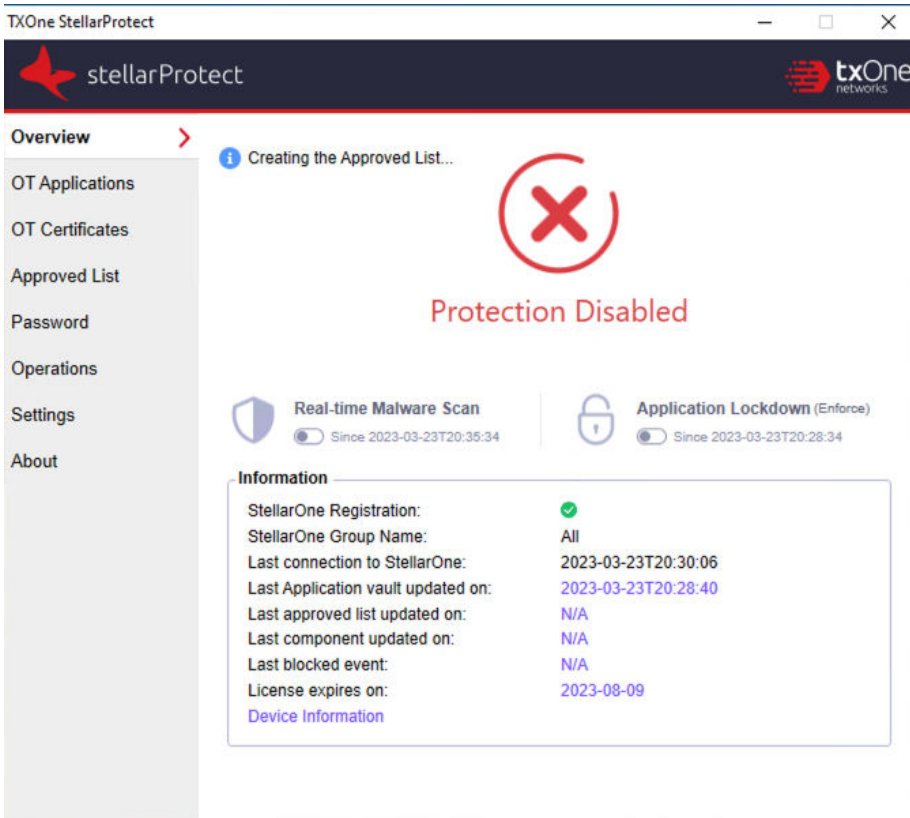 TXOne StellarProtect
stellarProtect
txOne
networks
Overview
OT Applications
OT Certificates
Approved List
Password
Operations
Settings
About
Creating the Approved List...
Protection Disabled
Real-time Malware Scan
Since 2023-03-23T20:35:34
Application Lockdown (Enforce)
Since 2023-03-23T20:28:34
Information
StellarOne Registration:
StellarOne Group Name: All
Last connection to StellarOne: 2023-03-23T20:30:06
Last Application vault updated on: 2023-03-23T20:28:40
Last approved list updated on: N/A
Last component updated on: N/A
Last blocked event: N/A
License expires on: 2023-08-09
Device Information